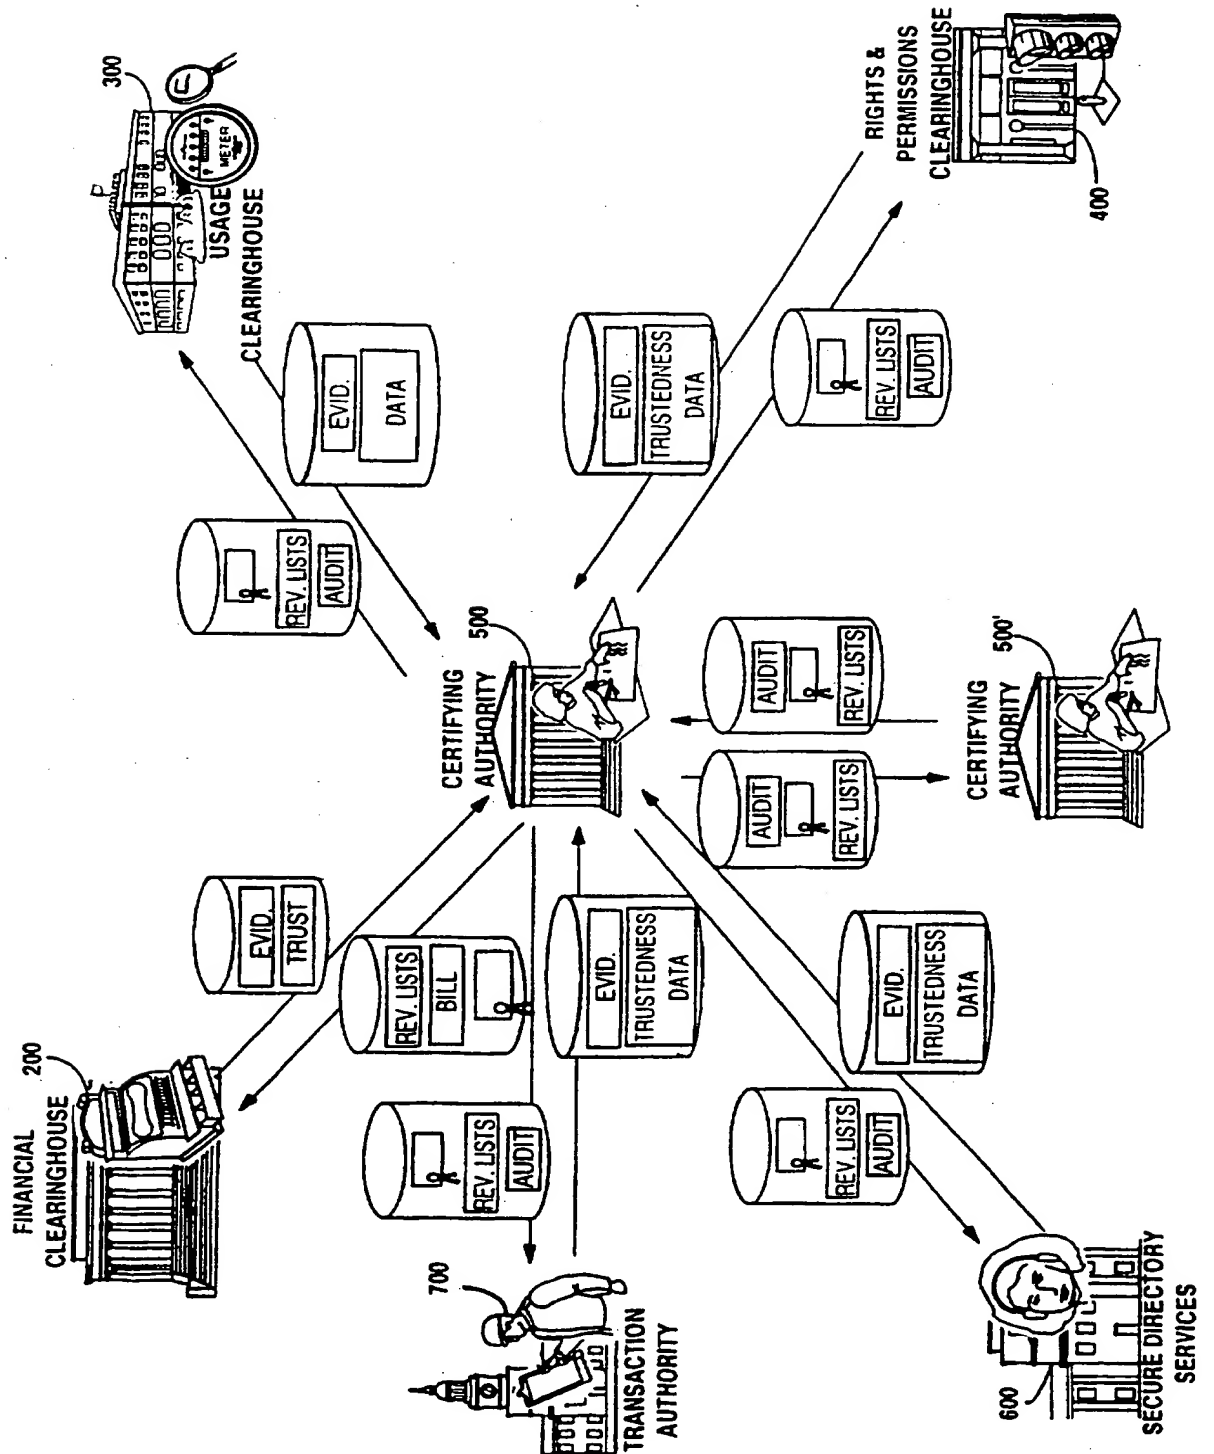 FINANCIAL
CLEARINGHOUSE
200
EVID.
TRUST
REV. LISTS
BILL
300
METER
USAGE
CLEARINGHOUSE
EVID.
DATA
REV. LISTS
AUDIT
700
TRANSACTION
AUTHORITY
REV. LISTS
AUDIT
EVID.
TRUSTEDNESS
DATA
CERTIFYING
AUTHORITY
500
EVID.
TRUSTEDNESS
DATA
REV. LISTS
AUDIT
RIGHTS &
PERMISSIONS
CLEARINGHOUSE
400
AUDIT
REV. LISTS
AUDIT
REV. LISTS
REV. LISTS
AUDIT
EVID.
TRUSTEDNESS
DATA
600
SECURE DIRECTORY
SERVICES
CERTIFYING
AUTHORITY
500'